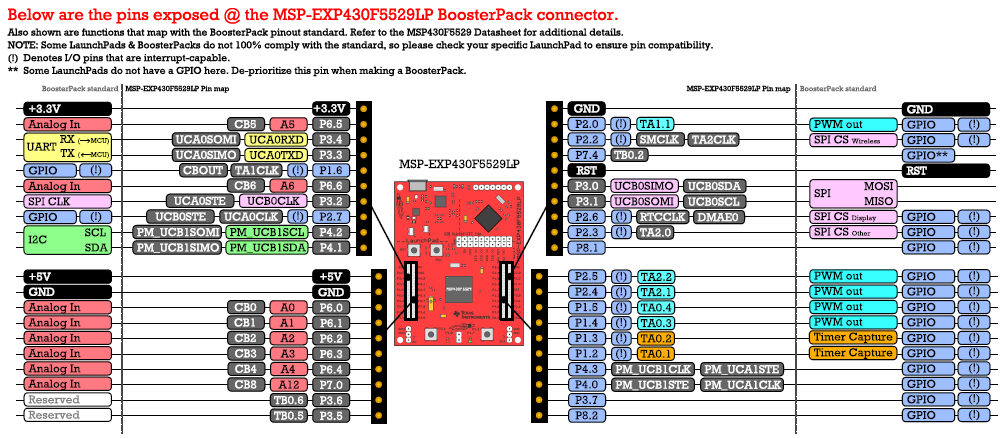 Below are the pins exposed @ the MSP-EXP430F5529LP BoosterPack connector.
Also shown are functions that map with the BoosterPack pinout standard. Refer to the MSP430F5529 Datasheet for additional details.
NOTE: Some LaunchPads & BoosterPacks do not 100% comply with the standard, so please check your specific LaunchPad to ensure pin compatibility.
(!) Denotes I/O pins that are interrupt-capable.
** Some LaunchPads do not have a GPIO here. De-prioritize this pin when making a BoosterPack.
BoosterPack standard MSP-EXP430F5529LP Pin map
+3.3V +3.3V
Analog In CB5 A5 P6.5
UART RX (→MCU) UCA0SOMI UCA0RXD P3.4
TX (←MCU) UCA0SIMO UCA0TXD P3.3
GPIO (!) CBOUT TA1CLK (!) P1.6
Analog In CB6 A6 P6.6
SPI CLK UCA0STE UCB0CLK P3.2
GPIO (!) UCB0STE UCA0CLK (!) P2.7
I2C SCL PM_UCB1SOMI PM_UCB1SCL P4.2
SDA PM_UCB1SIMO PM_UCB1SDA P4.1
+5V +5V
GND GND
Analog In CB0 A0 P6.0
Analog In CB1 A1 P6.1
Analog In CB2 A2 P6.2
Analog In CB3 A3 P6.3
Analog In CB4 A4 P6.4
Analog In CB8 A12 P7.0
Reserved TB0.6 P3.6
Reserved TB0.5 P3.5
MSP-EXP430F5529LP
LaunchPad
MSP-EXP430F5529LP
Texas
Instruments
MSP-EXP430F5529LP Pin map BoosterPack standard
GND GND
P2.0 (!) TA1.1 PWM out GPIO (!)
P2.2 (!) SMCLK TA2CLK SPI CS Wireless GPIO (!)
P7.4 TB0.2 GPIO**
RST RST
P3.0 UCB0SIMO UCB0SDA SPI MOSI
P3.1 UCB0SOMI UCB0SCL MISO
P2.6 (!) RTCCLK DMAE0 SPI CS Display GPIO (!)
P2.3 (!) TA2.0 SPI CS Other GPIO (!)
P8.1 GPIO (!)
P2.5 (!) TA2.2 PWM out GPIO (!)
P2.4 (!) TA2.1 PWM out GPIO (!)
P1.5 (!) TA0.4 PWM out GPIO (!)
P1.4 (!) TA0.3 PWM out GPIO (!)
P1.3 (!) TA0.2 Timer Capture GPIO (!)
P1.2 (!) TA0.1 Timer Capture GPIO (!)
P4.3 PM_UCB1CLK PM_UCA1STE GPIO (!)
P4.0 PM_UCB1STE PM_UCA1CLK GPIO (!)
P3.7 GPIO (!)
P8.2 GPIO (!)